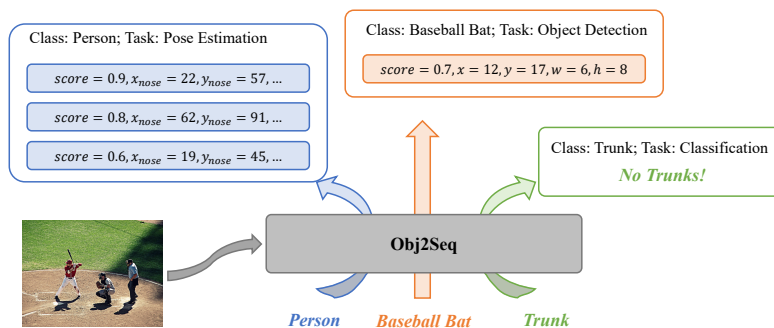 Class: Person; Task: Pose Estimation
score = 0.9, x_nose = 22, y_nose = 57, …
score = 0.8, x_nose = 62, y_nose = 91, …
score = 0.6, x_nose = 19, y_nose = 45, …
Class: Baseball Bat; Task: Object Detection
score = 0.7, x = 12, y = 17, w = 6, h = 8
Class: Trunk; Task: Classification
No Trunks!
Obj2Seq
Person Baseball Bat Trunk